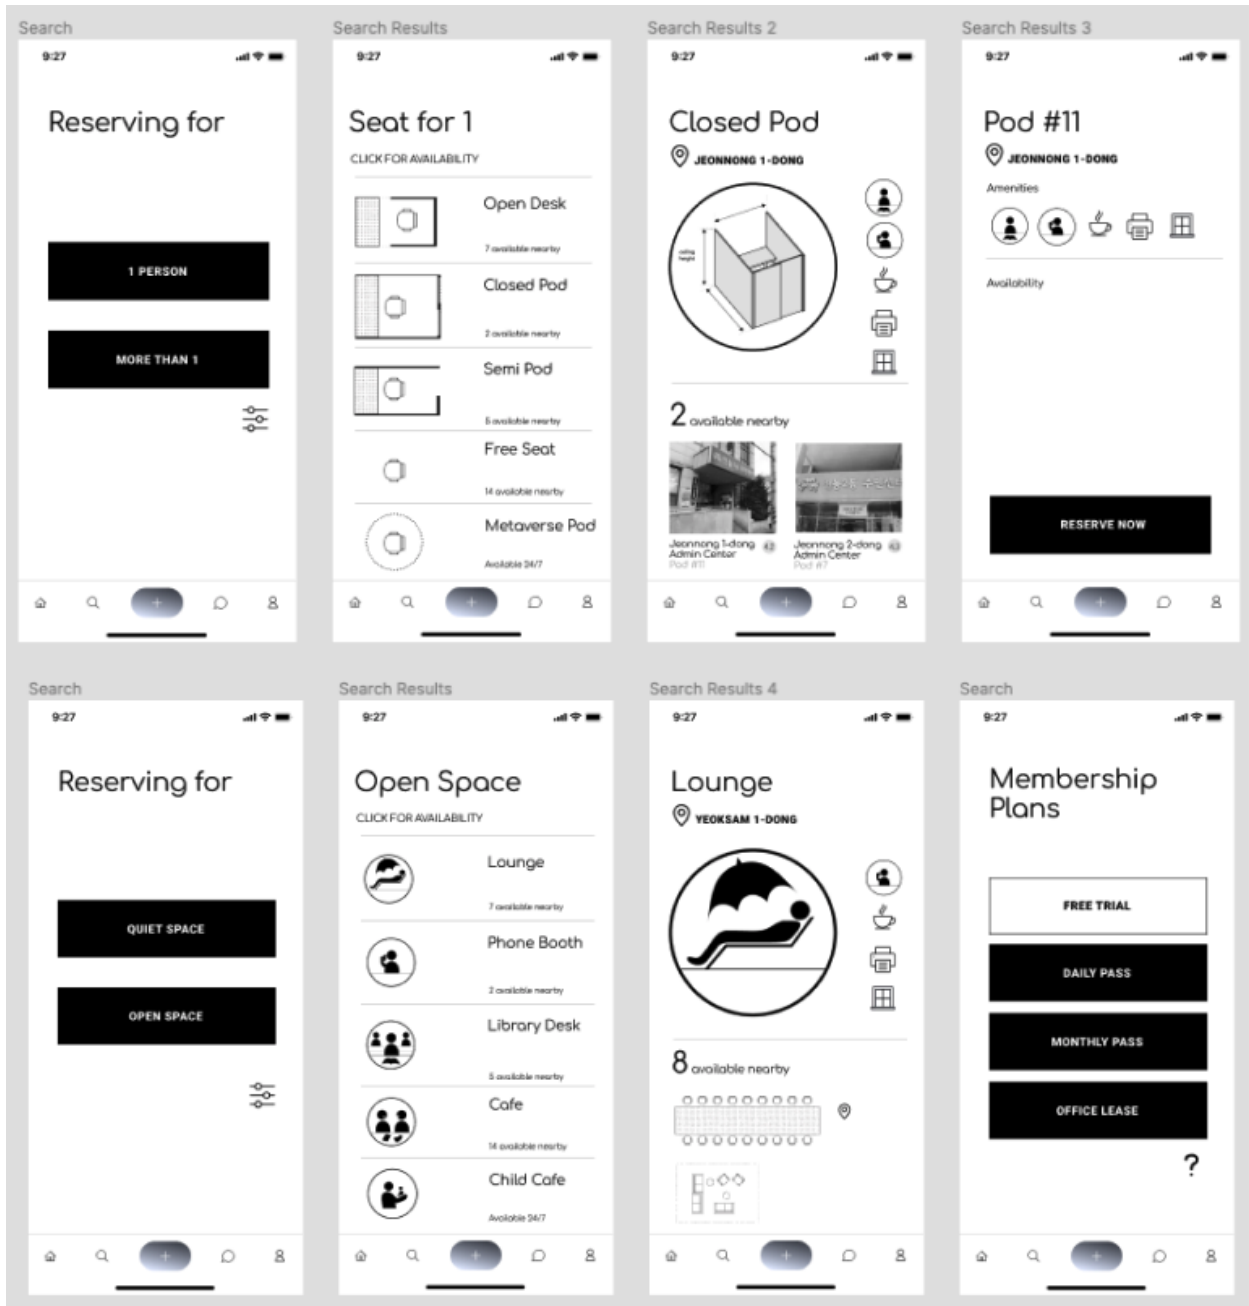 Search
9:27
Reserving for
1 PERSON
MORE THAN 1
Search Results
9:27
Seat for 1
CLICK FOR AVAILABILITY
Open Desk
7 available nearby
Closed Pod
2 available nearby
Semi Pod
5 available nearby
Free Seat
14 available nearby
Metaverse Pod
Available 24/7
Search Results 2
9:27
Closed Pod
JEONNONG 1-DONG
ceiling
height
2 available nearby
Jeonnong 1-dong
Admin Center
Pod #11
Jeonnong 2-dong
Admin Center
Pod #7
Search Results 3
9:27
Pod #11
JEONNONG 1-DONG
Amenities
Availability
RESERVE NOW
Search
9:27
Reserving for
QUIET SPACE
OPEN SPACE
Search Results
9:27
Open Space
CLICK FOR AVAILABILITY
Lounge
7 available nearby
Phone Booth
2 available nearby
Library Desk
5 available nearby
Cafe
14 available nearby
Child Cafe
Available 24/7
Search Results 4
9:27
Lounge
YEOKSAM 1-DONG
8 available nearby
Search
9:27
Membership
Plans
FREE TRIAL
DAILY PASS
MONTHLY PASS
OFFICE LEASE
?